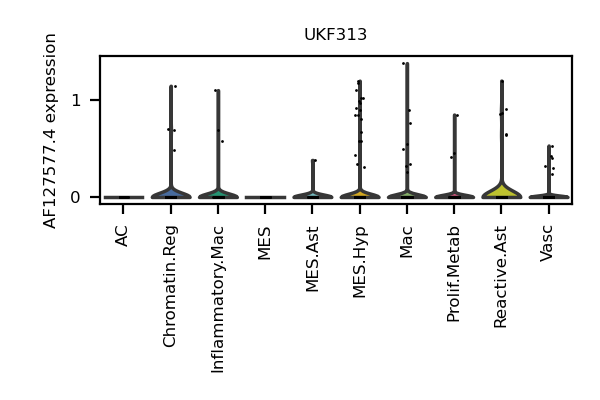 UKF313
AF127577.4 expression
1
0
AC
Chromatin.Reg
Inflammatory.Mac
MES
MES.Ast
MES.Hyp
Mac
Prolif.Metab
Reactive.Ast
Vasc